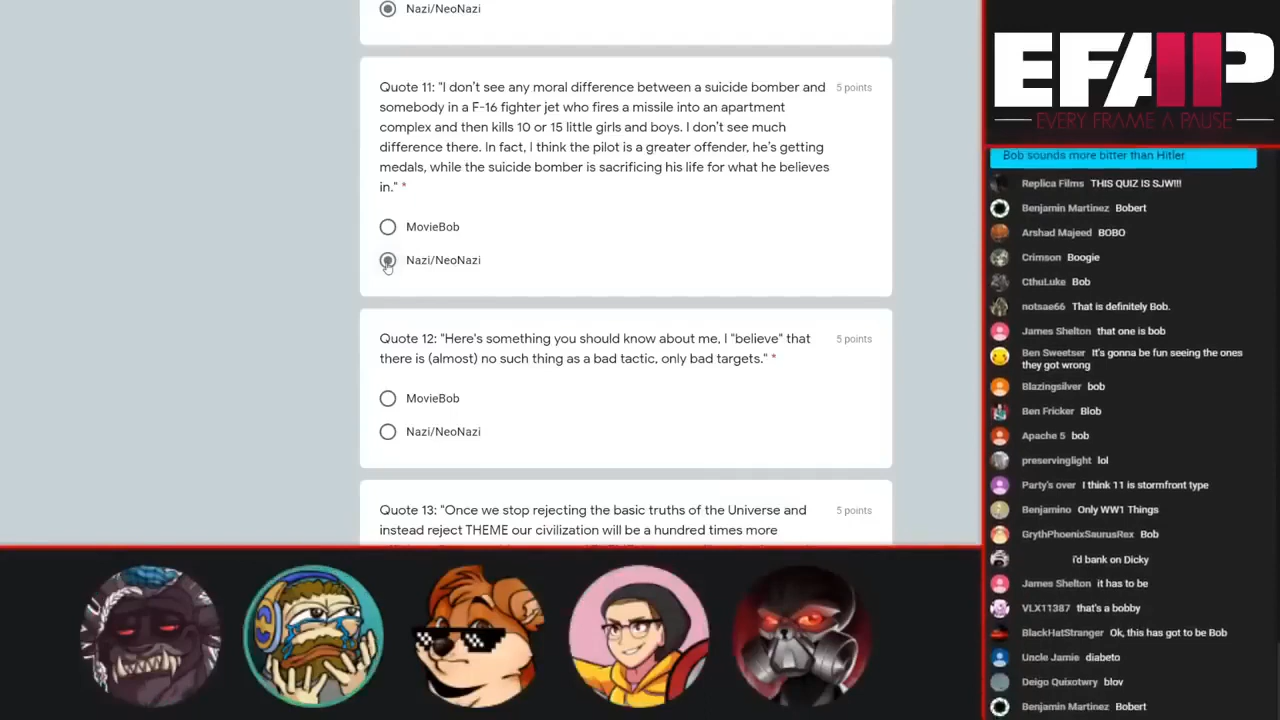 Nazi/NeoNazi
Quote 11: "I don't see any moral difference between a suicide bomber and
5 points
somebody in a F-16 fighter jet who fires a missile into an apartment
complex and then kills 10 or 15 little girls and boys. I don't see much
difference there. In fact, I think the pilot is a greater offender, he's getting
medals, while the suicide bomber is sacrificing his life for what he believes
in." *
MovieBob
Nazi/NeoNazi
Quote 12: "Here's something you should know about me, I "believe" that
5 points
there is (almost) no such thing as a bad tactic, only bad targets." *
MovieBob
Nazi/NeoNazi
Quote 13: "Once we stop rejecting the basic truths of the Universe and
5 points
instead reject THEME our civilization will be a hundred times more
EFAP
EVERY FRAME A PAUSE
Bob sounds more bitter than Hitler
Replica Films THIS QUIZ IS SJW!!!
Benjamin Martinez Bobert
Arshad Majeed BOBO
Crimson Boogie
CthuLuke Bob
notsae66 That is definitely Bob.
James Shelton that one is bob
Ben Sweetser It's gonna be fun seeing the ones
they got wrong
Blazingsilver bob
Ben Fricker Blob
Apache 5 bob
preservinglight lol
Party's over I think 11 is stormfront type
Benjamino Only WW1 Things
GrythPhoenixSaurusRex Bob
i'd bank on Dicky
James Shelton it has to be
VLX11387 that's a bobby
BlackHatStranger Ok, this has got to be Bob
Uncle Jamie diabeto
Deigo Quixotwry blov
Benjamin Martinez Bobert